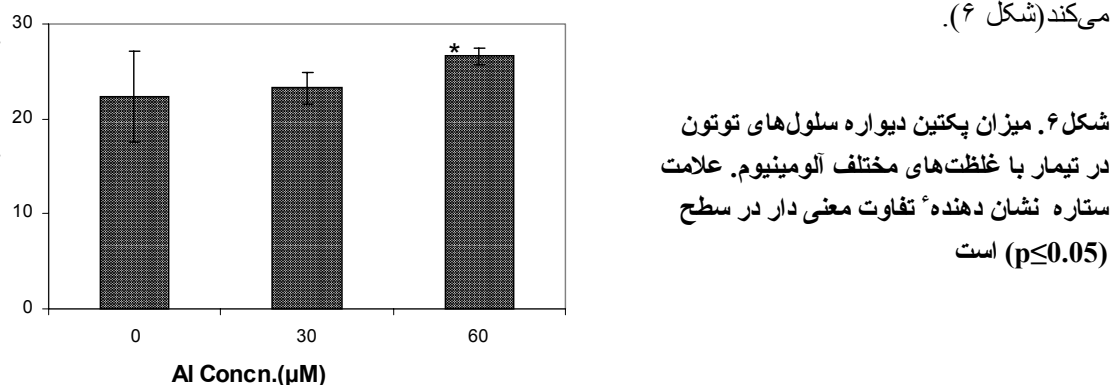 می‌کند(شکل ۶).
شکل۶. میزان پکتین دیواره سلول‌های توتون
در تیمار با غلظت‌های مختلف آلومینیوم. علامت
ستاره نشان دهندهٔ تفاوت معنی دار در سطح
(p≤0.05) است
30
20
10
0
*
0 30 60
Al Concn.(µM)